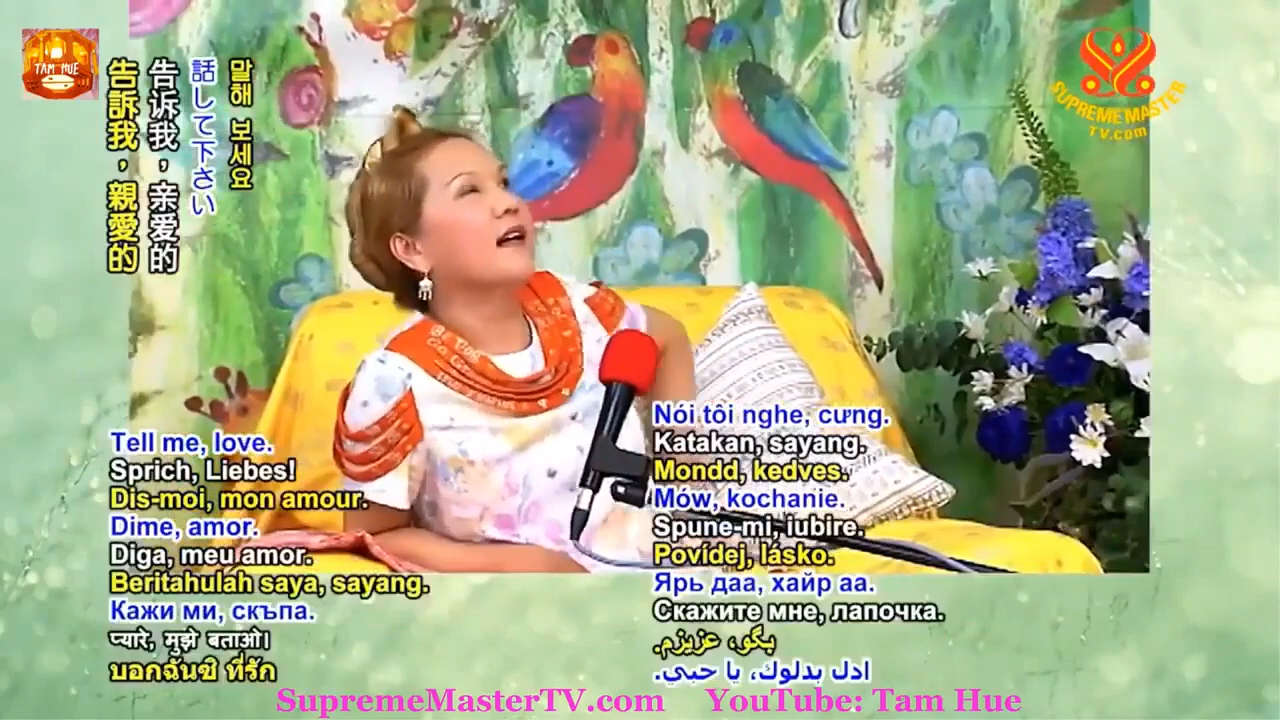 TAM HUE
SUPREME MASTER
TV.com
말해 보세요
話して下さい
告诉我，亲爱的
告訴我，親愛的
Tell me, love.
Sprich, Liebes!
Dis-moi, mon amour.
Dime, amor.
Diga, meu amor.
Beritahulah saya, sayang.
Кажи ми, скъпа.
प्यारे, मुझे बताओ।
บอกฉันซิ ที่รัก
Nói tôi nghe, cưng.
Katakan, sayang.
Mondd, kedves.
Mów, kochanie.
Spune-mi, iubire.
Povídej, lásko.
Ярь даа, хайр аа.
Скажите мне, лапочка.
بگو، عزیزم.
ادل بدلوك، يا حبي.
SupremeMasterTV.com YouTube: Tam Hue